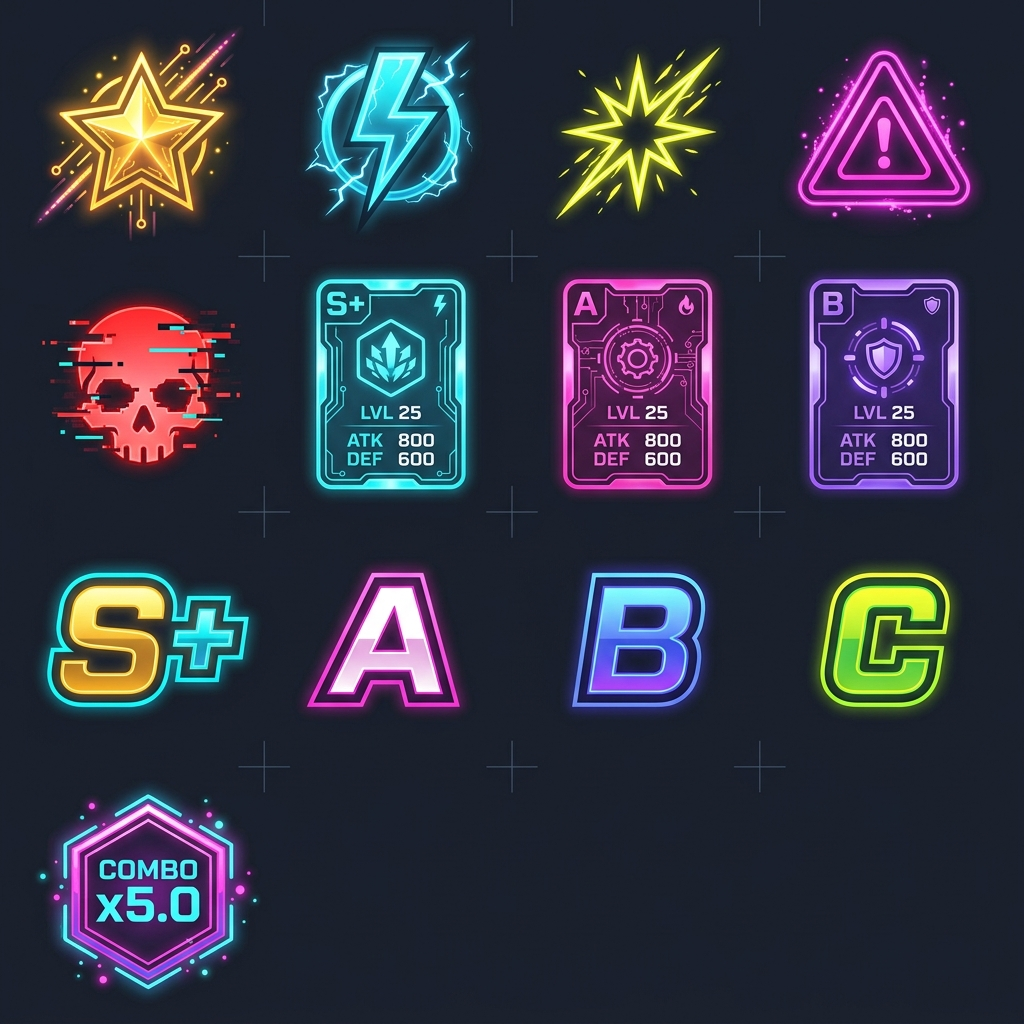 !
S+
LVL 25
ATK 800
DEF 600
A
LVL 25
ATK 800
DEF 600
B
LVL 25
ATK 800
DEF 600
S+
A
B
C
COMBO
x5.0